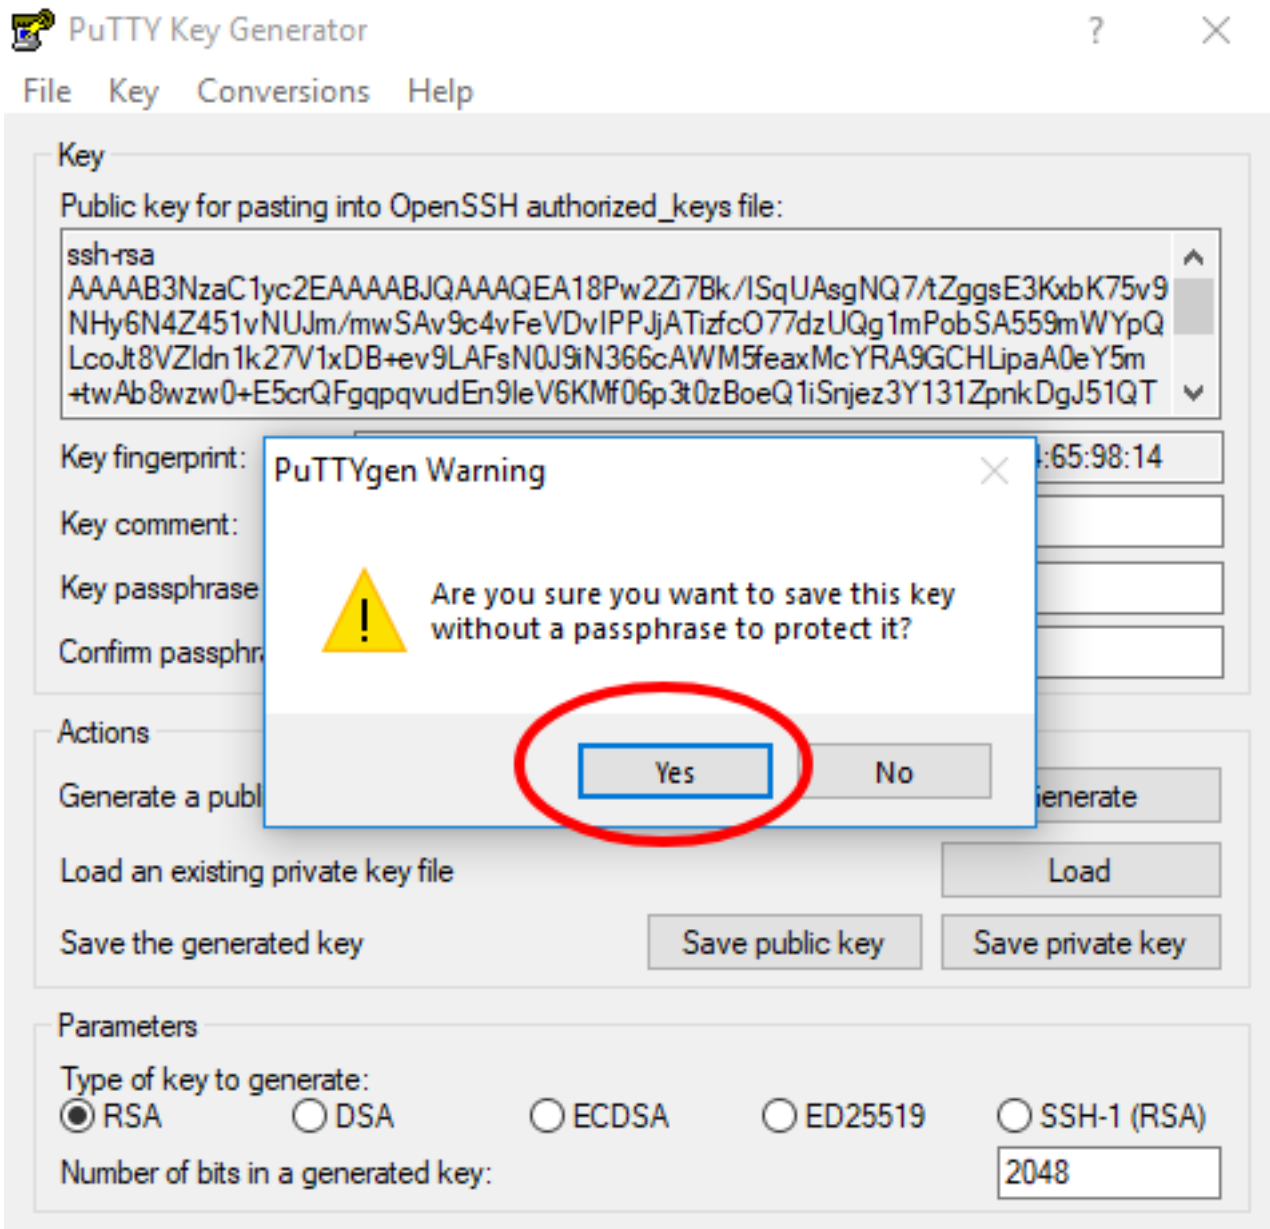 PuTTY Key Generator
?
File Key Conversions Help
Key
Public key for pasting into OpenSSH authorized_keys file:
ssh-rsa
AAAAB3NzaC1yc2EAAAABJQAAAQEA18Pw2Zi7Bk/ISqUAsgNQ7/tZggsE3KxbK75v9
NHy6N4Z451vNUJm/mwSAv9c4vFeVDvIPPJjATizfcO77dzUQg1mPobSA559mWYpQ
LcoJt8VZIdn1k27V1xDB+ev9LAFsN0J9iN366cAWM5feaxMcYRA9GCHLipaA0eY5m
+twAb8wzw0+E5crQFgqpqvudEn9leV6KMf06p3t0zBoeQ1iSnjez3Y131ZpnkDgJ51QT
Key fingerprint: :65:98:14
PuTTYgen Warning
Key comment:
Key passphrase
Are you sure you want to save this key
without a passphrase to protect it?
Confirm passphr
Actions
Yes No
Generate a publ enerate
Load an existing private key file Load
Save the generated key Save public key Save private key
Parameters
Type of key to generate:
RSA DSA ECDSA ED25519 SSH-1 (RSA)
Number of bits in a generated key: 2048